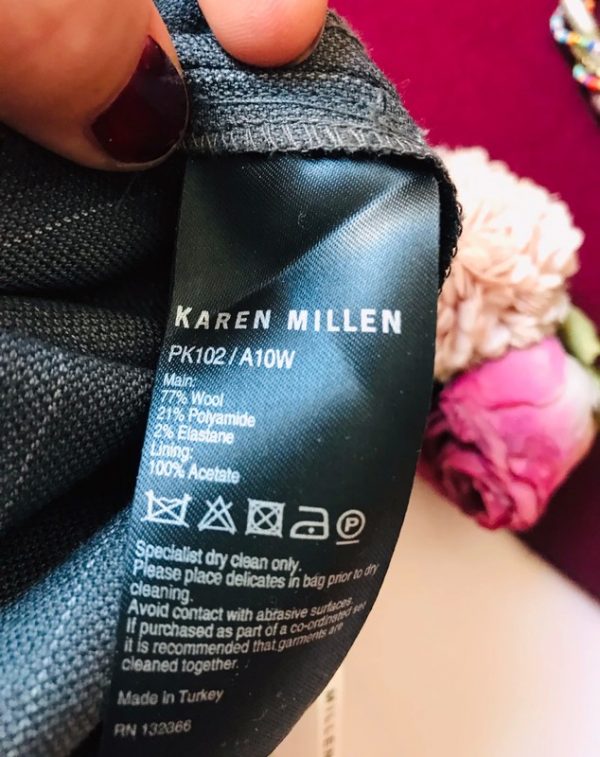 KAREN MILLEN
PK102 / A10W
Main:
77% Wool
21% Polyamide
2% Elastane
Lining:
100% Acetate
P
Specialist dry clean only.
Please place delicates in bag prior to dry
cleaning.
Avoid contact with abrasive surfaces.
If purchased as part of a co-ordinated set
it is recommended that garments are
cleaned together.
Made in Turkey
RN 132366